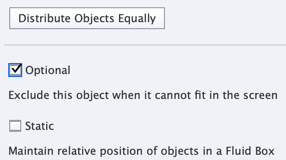 Distribute Objects Equally
Optional
Exclude this object when it cannot fit in the screen
Static
Maintain relative position of objects in a Fluid Box